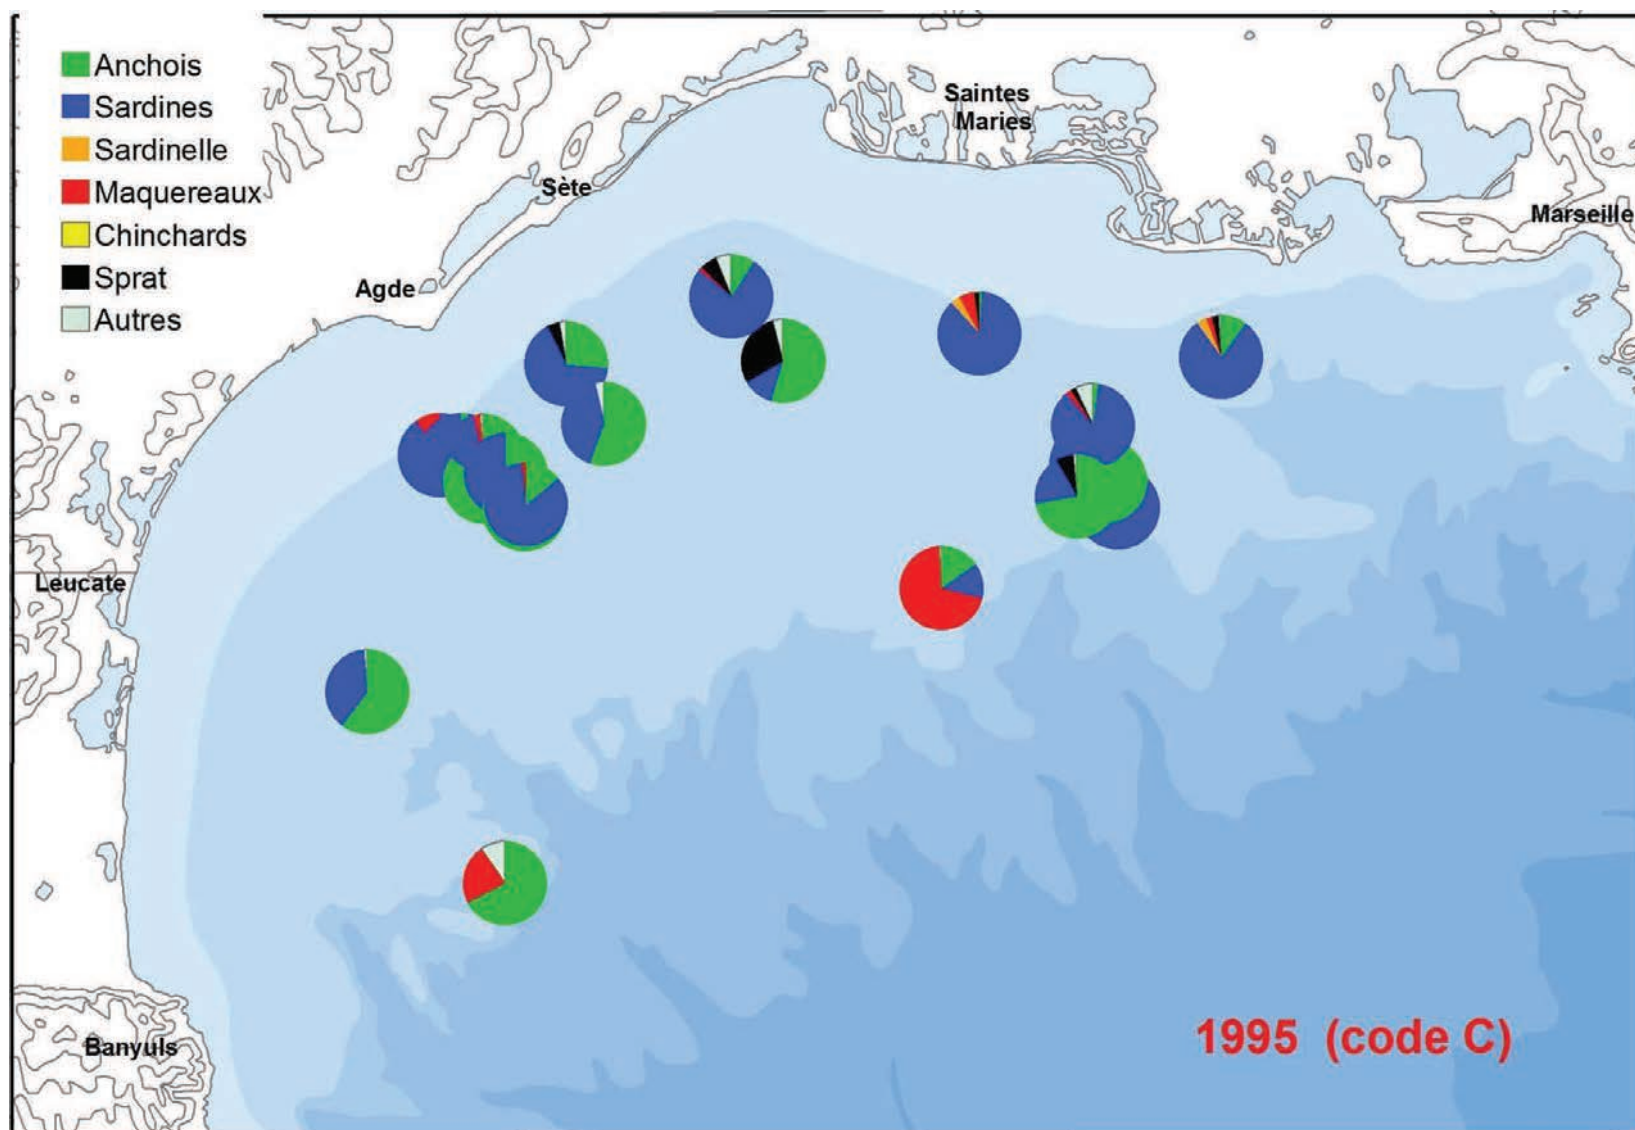 Anchois
Sardines
Sardinelle
Maquereaux
Chinchards
Sprat
Autres
Saintes
Maries
Sète
Marseille
Agde
Leucate
Banyuls
1995 (code C)